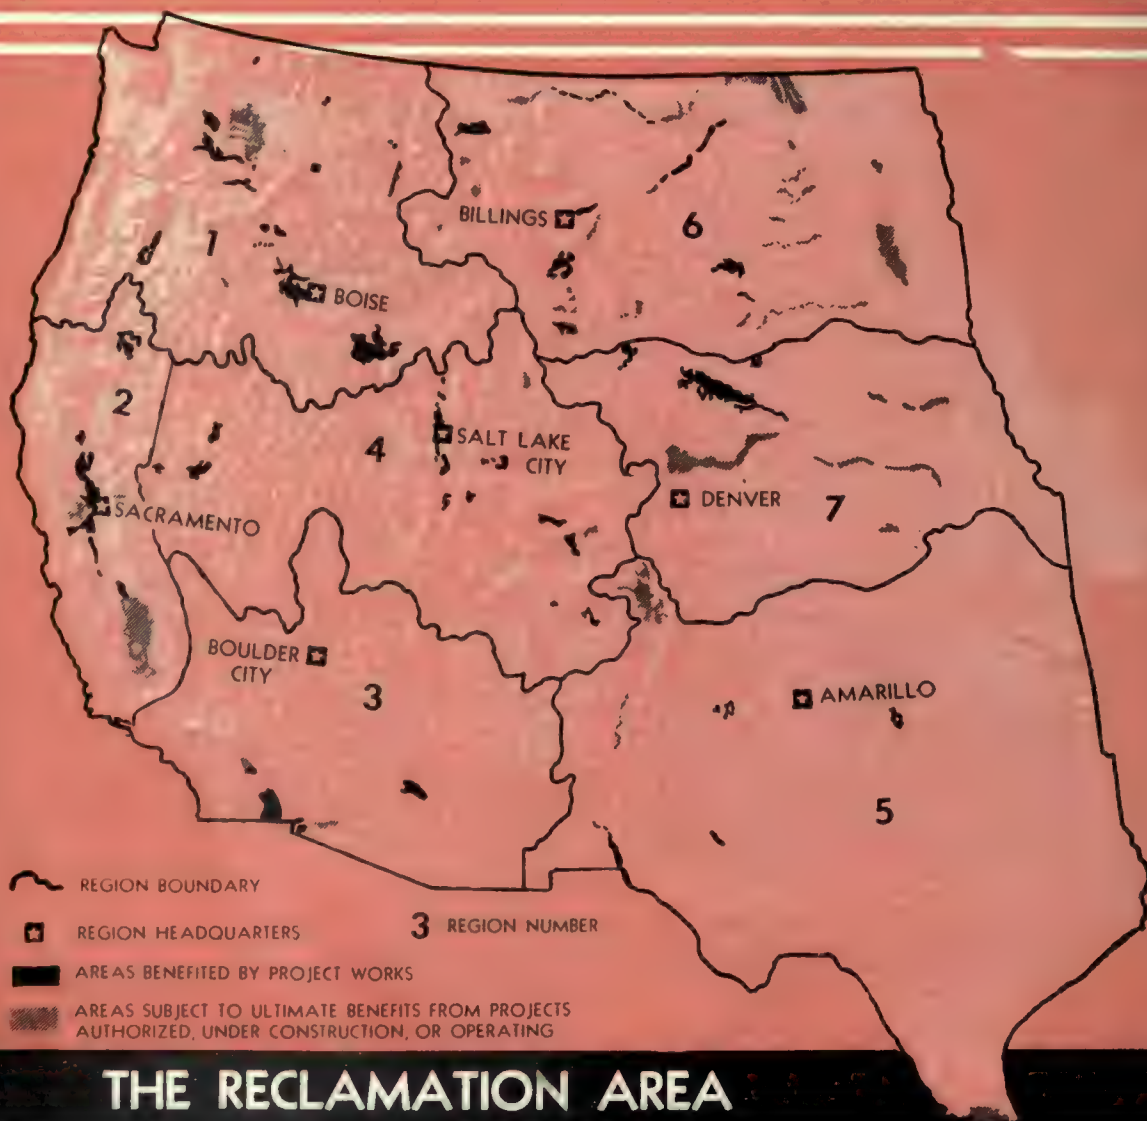 BILLINGS
6
1
BOISE
2
4
SALT LAKE
CITY
SACRAMENTO
DENVER
7
BOULDER
CITY
3
AMARILLO
5
REGION BOUNDARY
REGION HEADQUARTERS
3 REGION NUMBER
AREAS BENEFITED BY PROJECT WORKS
AREAS SUBJECT TO ULTIMATE BENEFITS FROM PROJECTS
AUTHORIZED, UNDER CONSTRUCTION, OR OPERATING
THE RECLAMATION AREA